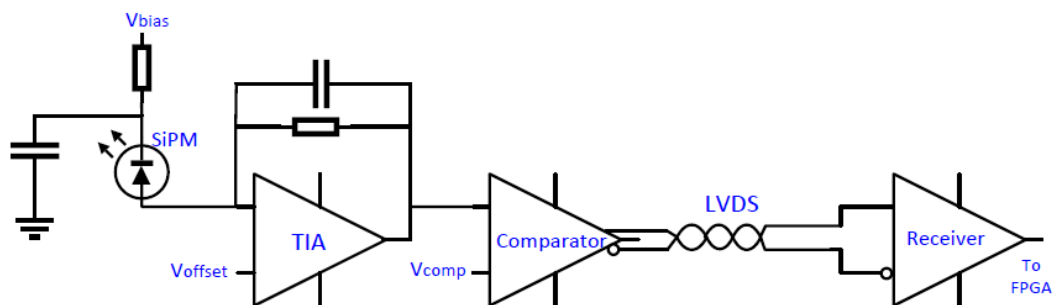 Vbias
SiPM
LVDS
TIA
Comparator
Receiver
Voffset
Vcomp
To
FPGA